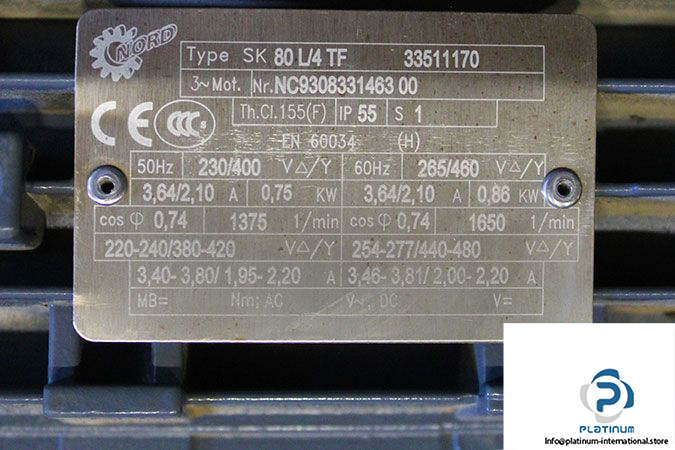 NORD
Type SK 80 L/4 TF 33511170
3~Mot. Nr. NC9308331463 00
Th.Cl.155(F) IP 55 S 1
CE CCC S EN 60034 (H)
50Hz 230/400 V△/Y 60Hz 265/460 V△/Y
3,64/2,10 A 0,75 KW 3,64/2,10 A 0,86 KW
cos φ 0,74 1375 1/min cos φ 0,74 1650 1/min
220-240/380-420 V△/Y 254-277/440-480 V△/Y
3,40-3,80/1,95-2,20 A 3,46-3,81/2,00-2,20 A
MB= Nm; AC V~, DC V=
PLATINUM
Info@platinum-international.store